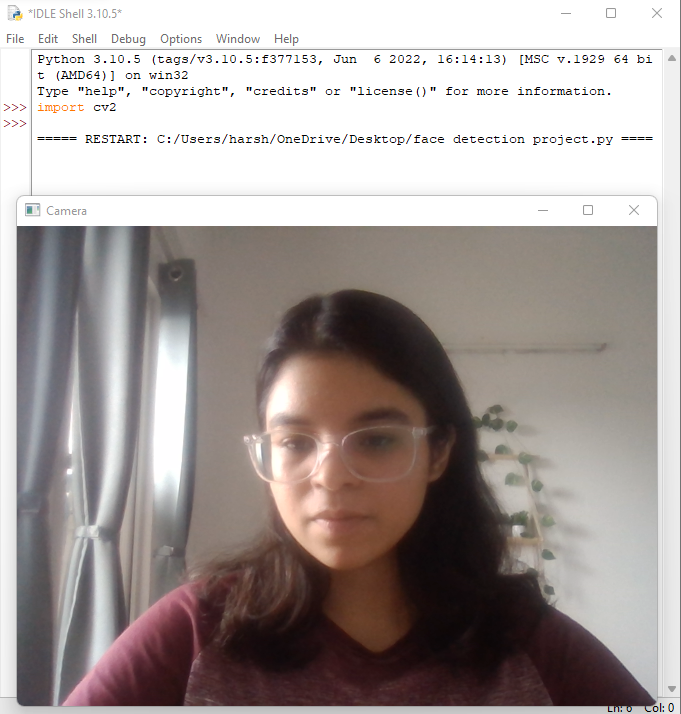 *IDLE Shell 3.10.5*
File Edit Shell Debug Options Window Help
Python 3.10.5 (tags/v3.10.5:f377153, Jun  6 2022, 16:14:13) [MSC v.1929 64 bi
t (AMD64)] on win32
Type "help", "copyright", "credits" or "license()" for more information.
>>> import cv2
>>>
===== RESTART: C:/Users/harsh/OneDrive/Desktop/face detection project.py ====
Camera
Ln: 6 Col: 0